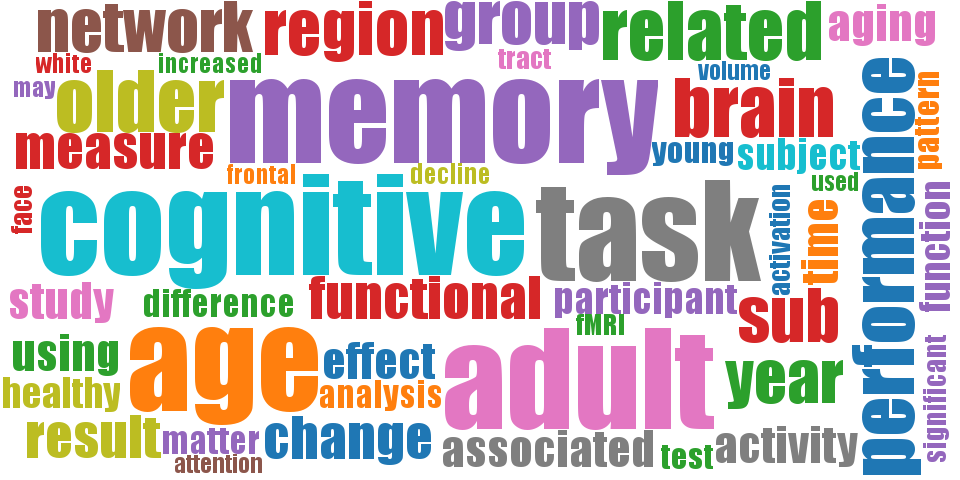 network
region
group
related
aging
white
increased
tract
volume
may
older
memory
brain
pattern
measure
young
subject
frontal
decline
used
face
cognitive
task
activation
time
performance
function
study
difference
functional
participant
sub
fMRI
using
age
effect
adult
year
healthy
analysis
significant
result
matter
change
associated
activity
attention
test